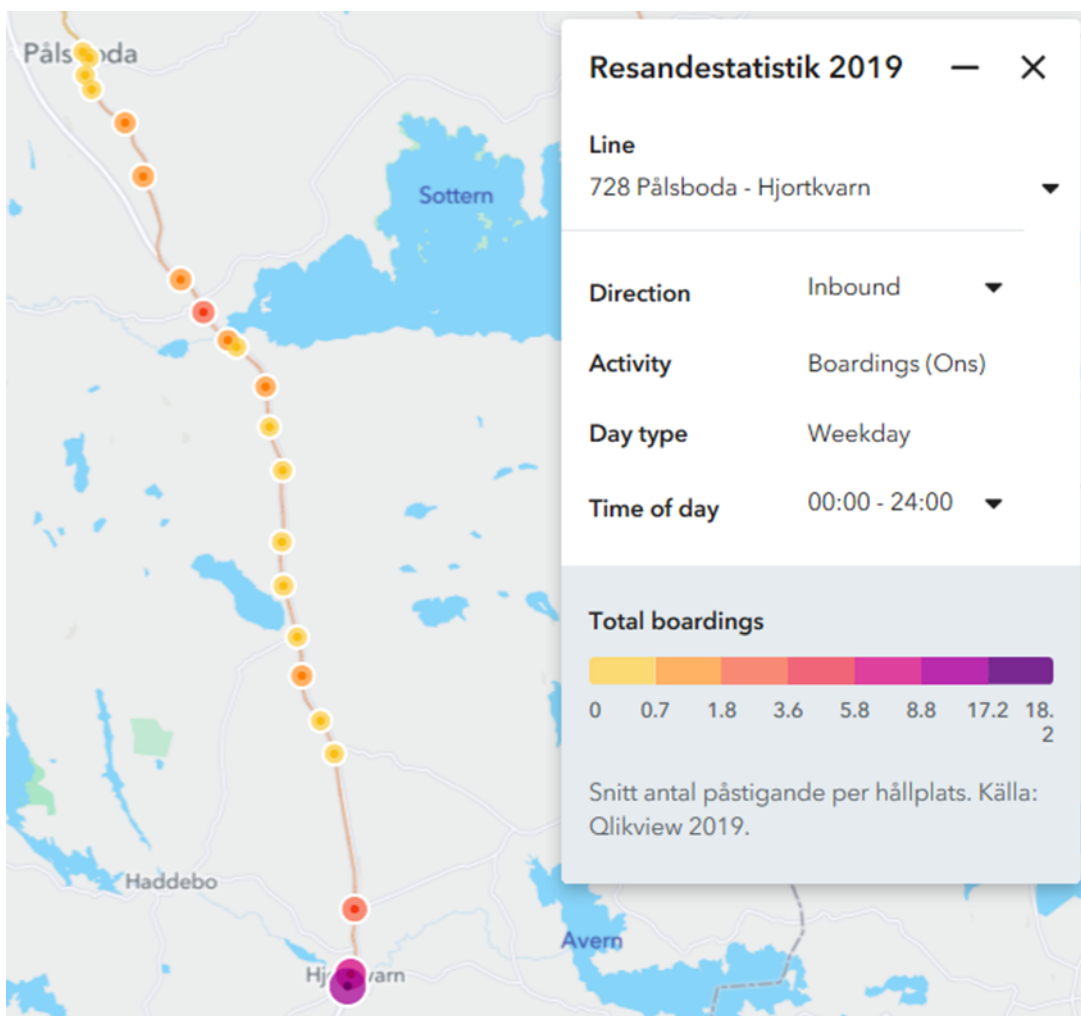 Pålsboda
Sottern
Haddebo
Avern
Hjortkvarn
Resandestatistik 2019
Line
728 Pålsboda - Hjortkvarn
Direction Inbound
Activity Boardings (Ons)
Day type Weekday
Time of day 00:00 - 24:00
Total boardings
0 0.7 1.8 3.6 5.8 8.8 17.2 18.
2
Snitt antal påstigande per hållplats. Källa:
Qlikview 2019.